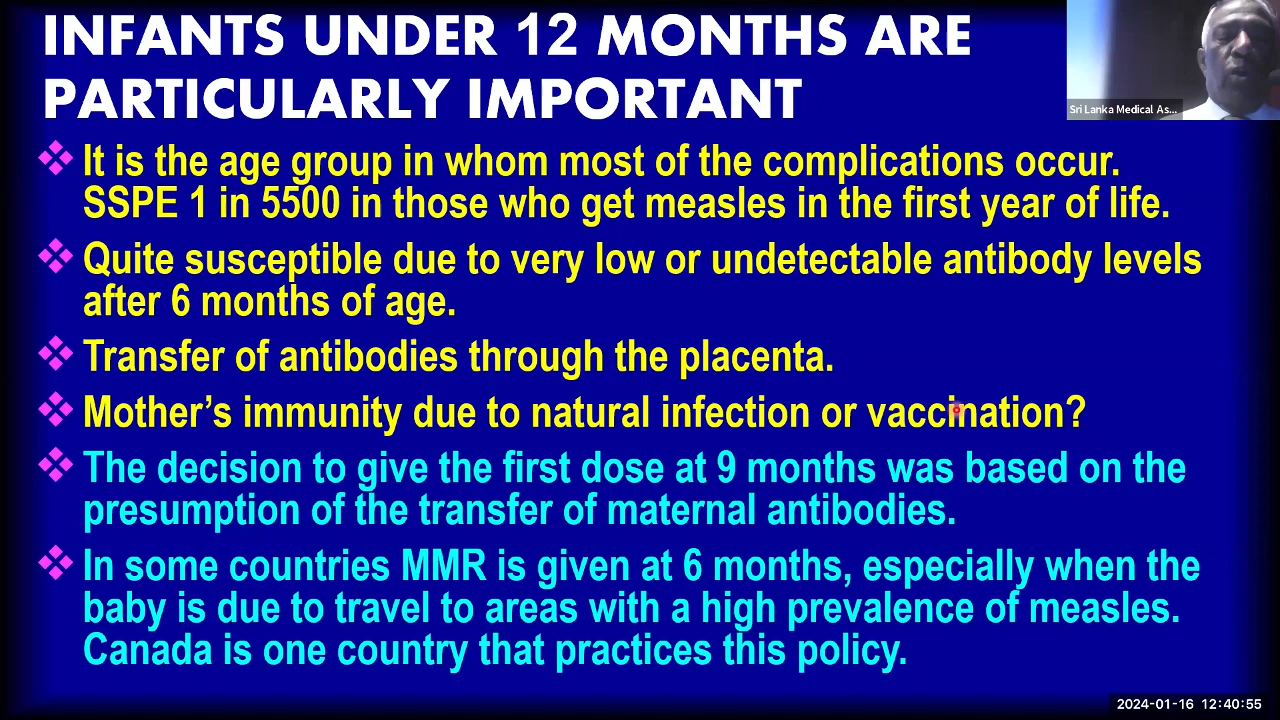 INFANTS UNDER 12 MONTHS ARE
PARTICULARLY IMPORTANT
Sri Lanka Medical As...
It is the age group in whom most of the complications occur.
SSPE 1 in 5500 in those who get measles in the first year of life.
Quite susceptible due to very low or undetectable antibody levels
after 6 months of age.
Transfer of antibodies through the placenta.
Mother’s immunity due to natural infection or vaccination?
The decision to give the first dose at 9 months was based on the
presumption of the transfer of maternal antibodies.
In some countries MMR is given at 6 months, especially when the
baby is due to travel to areas with a high prevalence of measles.
Canada is one country that practices this policy.
2024-01-16 12:40:55